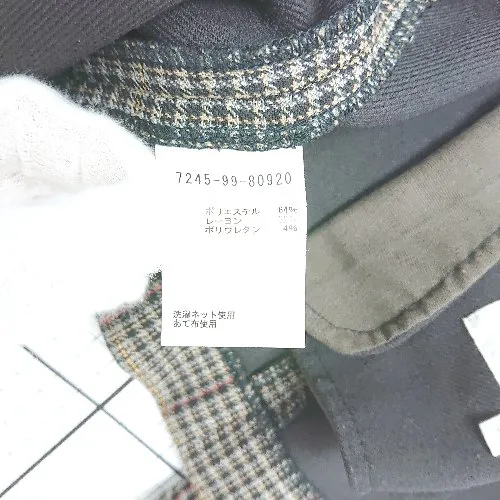 7245-99-80920
ポリエステル 64%
レーヨン
ポリウレタン 4%
洗濯ネット使用
あて布使用